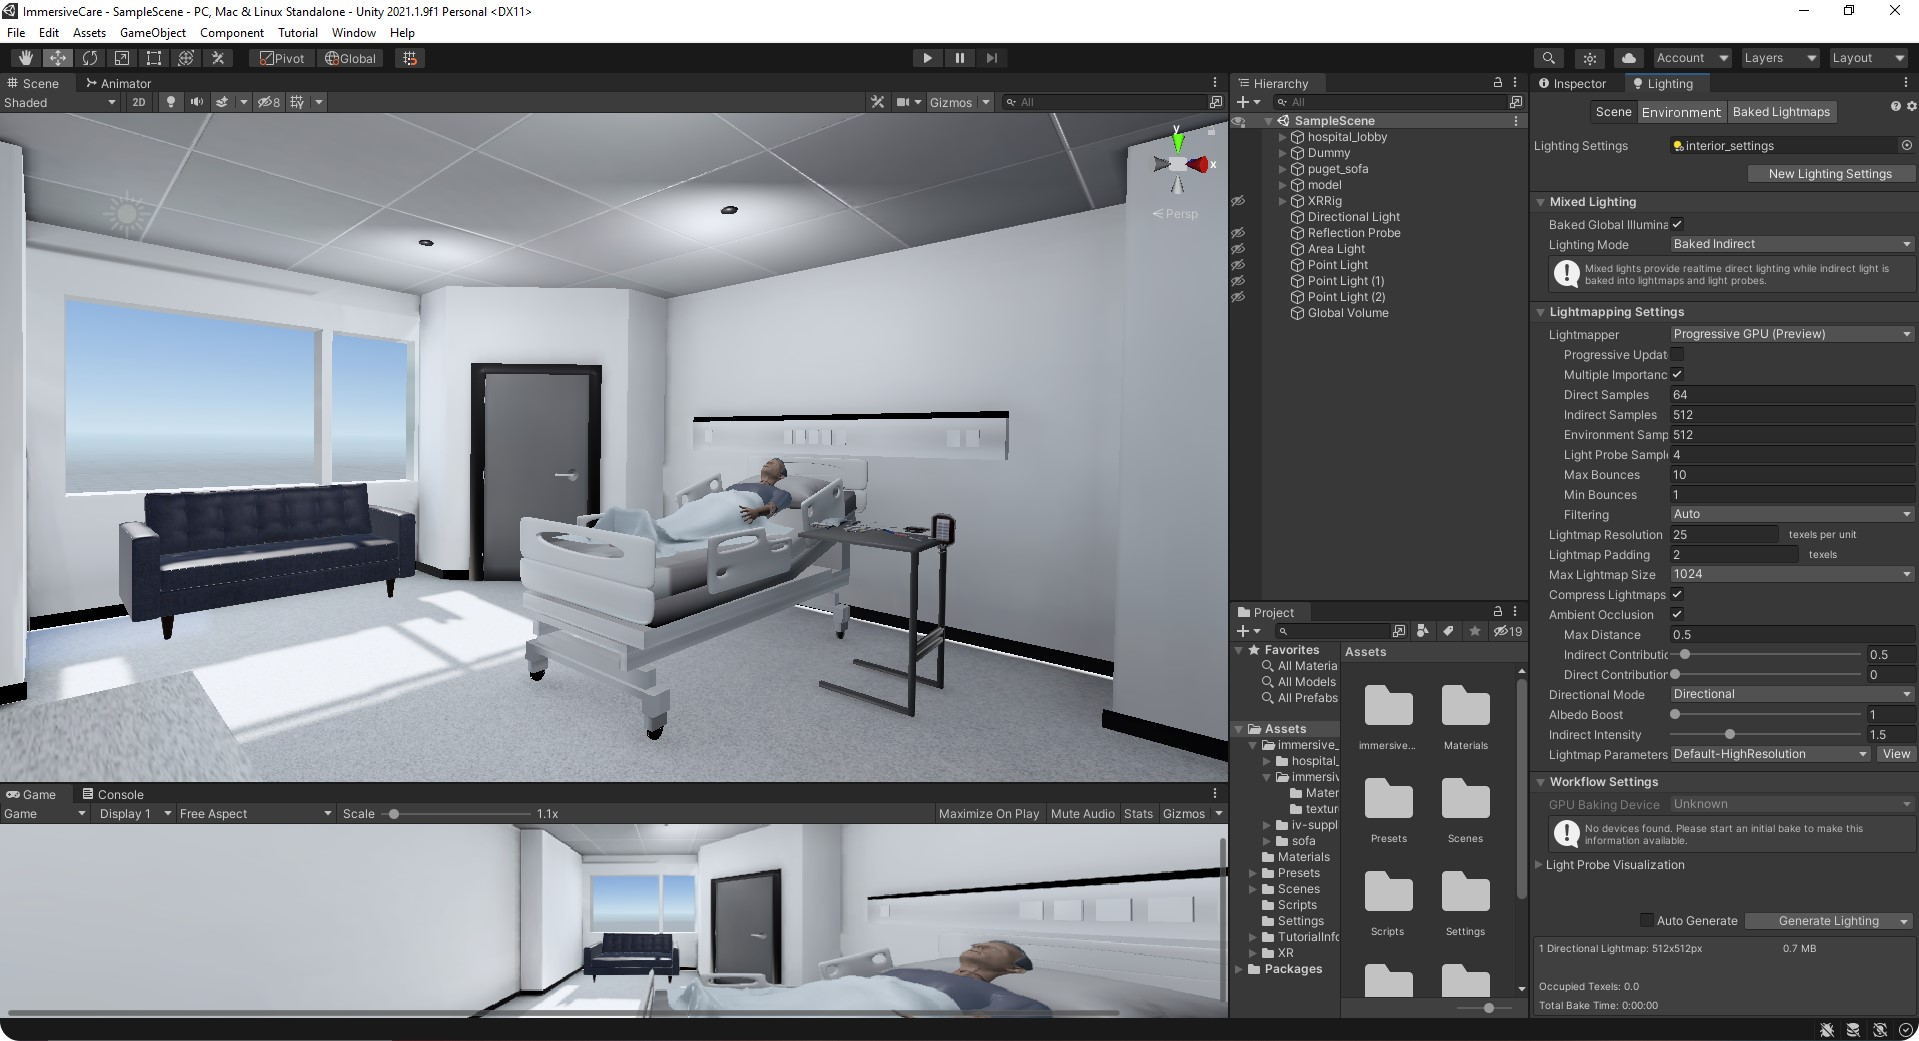 ImmersiveCare - SampleScene - PC, Mac & Linux Standalone - Unity 2021.1.9f1 Personal <DX11>
File Edit Assets GameObject Component Tutorial Window Help
Pivot Global Account Layers Layout
Scene Animator
Shaded 2D 8 Gizmos All
y
x
Persp
Hierarchy
All
SampleScene
hospital_lobby
Dummy
puget_sofa
model
XRRig
Directional Light
Reflection Probe
Area Light
Point Light
Point Light (1)
Point Light (2)
Global Volume
Inspector Lighting
Scene Environment Baked Lightmaps
Lighting Settings interior_settings
New Lighting Settings
Mixed Lighting
Baked Global Illumina
Lighting Mode Baked Indirect
Mixed lights provide realtime direct lighting while indirect light is
baked into lightmaps and light probes.
Lightmapping Settings
Lightmapper Progressive GPU (Preview)
Progressive Updat
Multiple Importanc
Direct Samples 64
Indirect Samples 512
Environment Samp 512
Light Probe Sampl 4
Max Bounces 10
Min Bounces 1
Filtering Auto
Lightmap Resolution 25 texels per unit
Lightmap Padding 2 texels
Max Lightmap Size 1024
Compress Lightmaps
Ambient Occlusion
Max Distance 0.5
Indirect Contributic 0.5
Direct Contribution 0
Directional Mode Directional
Albedo Boost 1
Indirect Intensity 1.5
Lightmap Parameters Default-HighResolution View
Workflow Settings
GPU Baking Device Unknown
No devices found. Please start an initial bake to make this
information available.
Light Probe Visualization
Auto Generate Generate Lighting
1 Directional Lightmap: 512x512px 0.7 MB
Occupied Texels: 0.0
Total Bake Time: 0:00:00
Project
19
Favorites
All Materia
All Models
All Prefabs
Assets
immersive_
hospital_
immersiv
Mater
textur
iv-suppl
sofa
Materials
Presets
Scenes
Scripts
Settings
TutorialInfo
XR
Packages
Assets
immersive... Materials
Presets Scenes
Scripts Settings
Game Console
Game Display 1 Free Aspect Scale 1.1x Maximize On Play Mute Audio Stats Gizmos